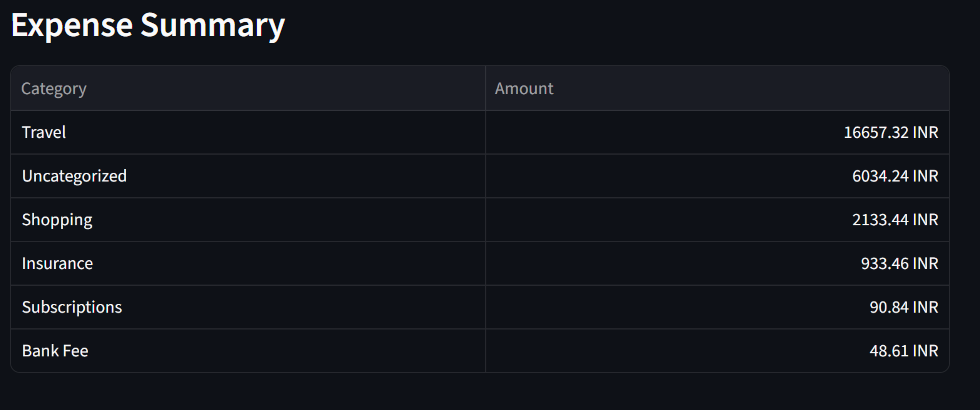 Expense Summary
Category Amount
Travel 16657.32 INR
Uncategorized 6034.24 INR
Shopping 2133.44 INR
Insurance 933.46 INR
Subscriptions 90.84 INR
Bank Fee 48.61 INR